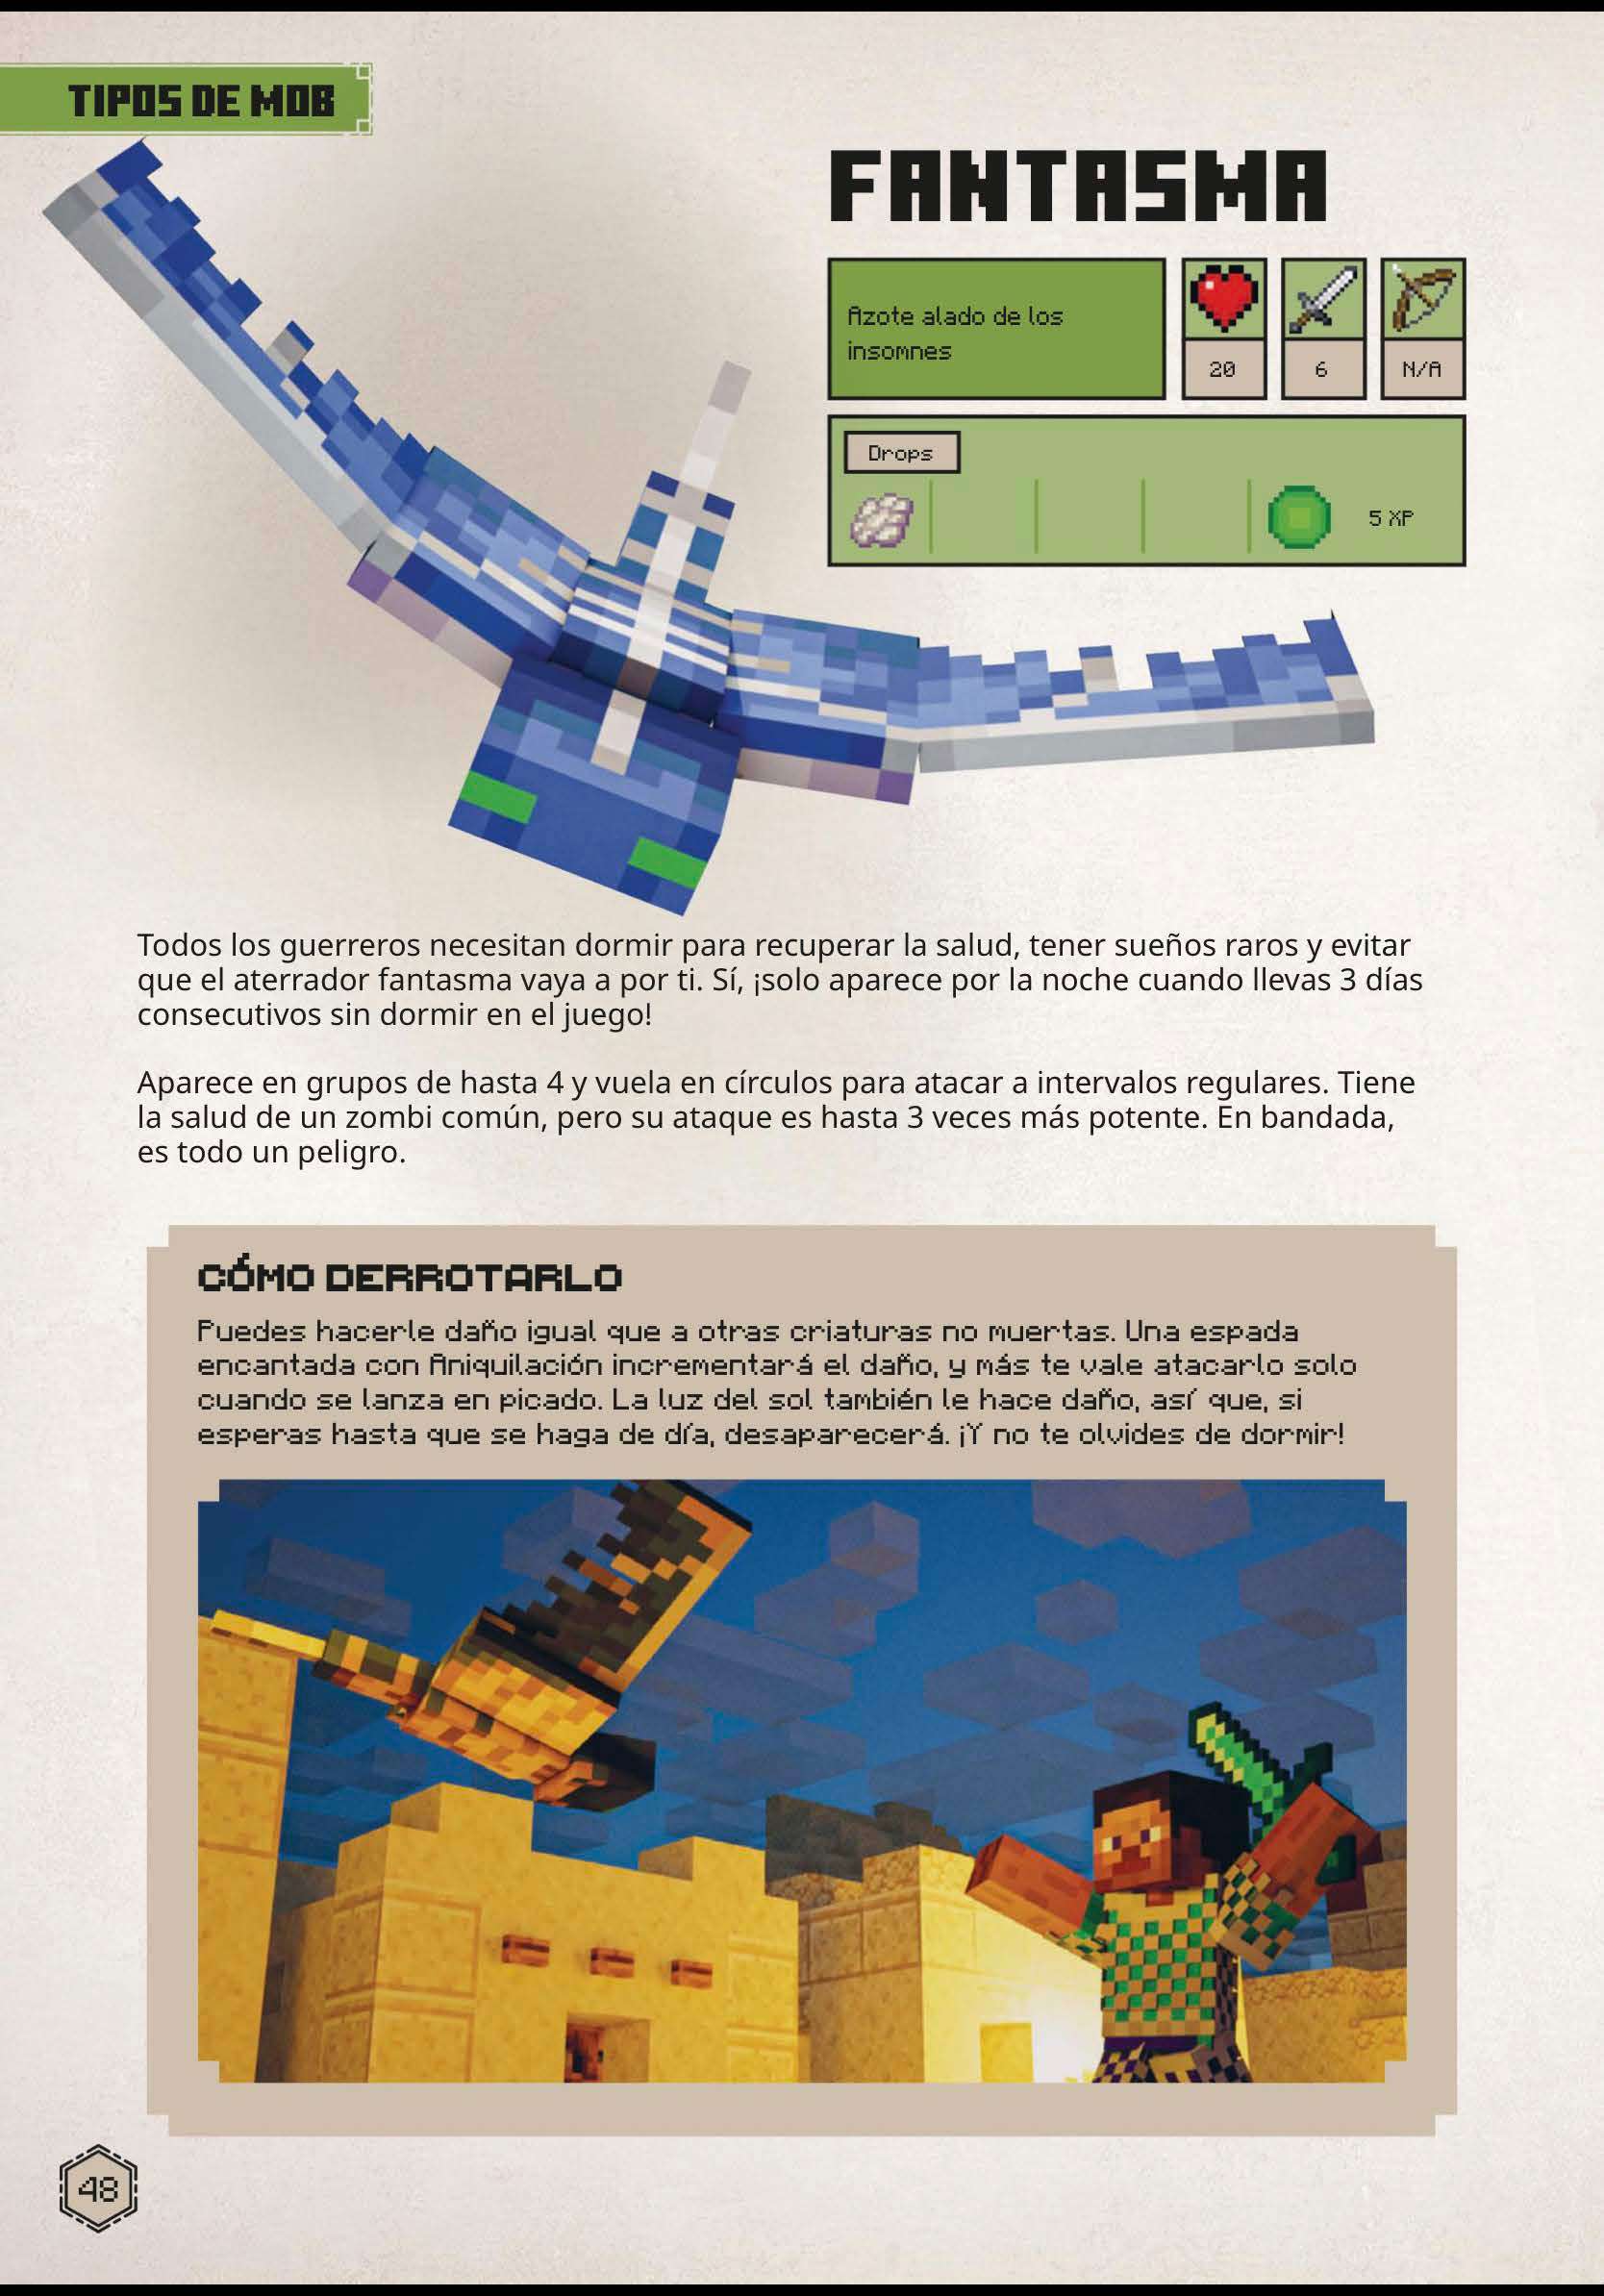 TIPOS DE MOB
FANTASMA
Azote alado de los
insomnes
20
6
N/A
Drops
5 XP
Todos los guerreros necesitan dormir para recuperar la salud, tener sueños raros y evitar
que el aterrador fantasma vaya a por ti. Sí, ¡solo aparece por la noche cuando llevas 3 días
consecutivos sin dormir en el juego!
Aparece en grupos de hasta 4 y vuela en círculos para atacar a intervalos regulares. Tiene
la salud de un zombi común, pero su ataque es hasta 3 veces más potente. En bandada,
es todo un peligro.
CÓMO DERROTARLO
Puedes hacerle daño igual que a otras criaturas no muertas. Una espada
encantada con Aniquilación incrementará el daño, y más te vale atacarlo solo
cuando se lanza en picado. La luz del sol también le hace daño, así que, si
esperas hasta que se haga de día, desaparecerá. ¡Y no te olvides de dormir!
48